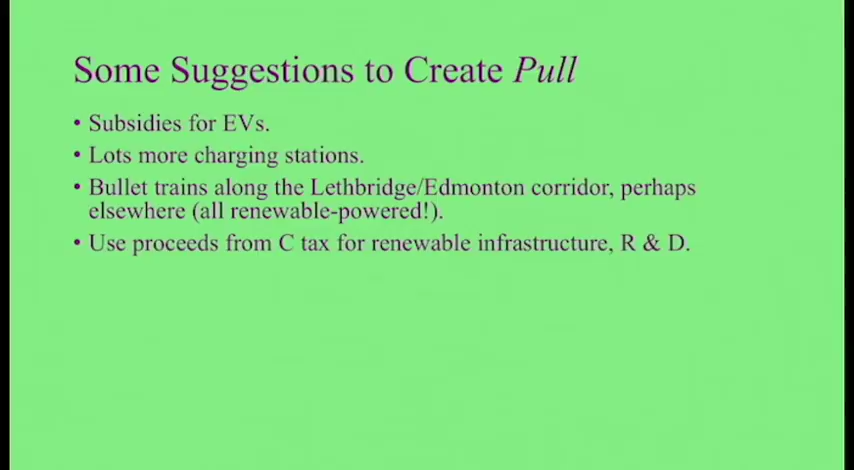 Some Suggestions to Create Pull
• Subsidies for EVs.
• Lots more charging stations.
• Bullet trains along the Lethbridge/Edmonton corridor, perhaps
elsewhere (all renewable-powered!).
• Use proceeds from C tax for renewable infrastructure, R & D.